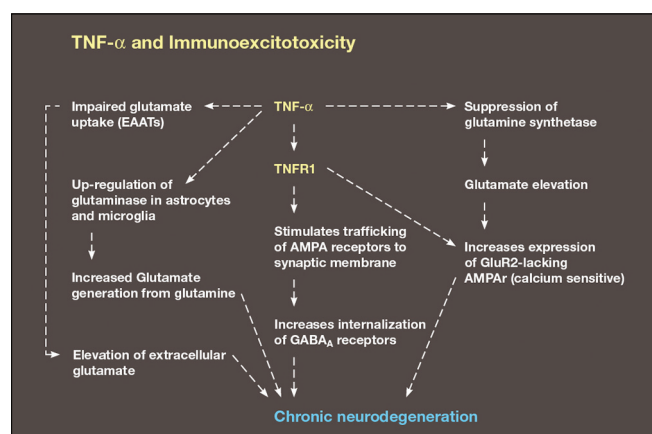 TNF-α and Immunoexcitotoxicity
Impaired glutamate
uptake (EAATs)
TNF-α
Suppression of
glutamine synthetase
TNFR1
Up-regulation of
glutaminase in astrocytes
and microglia
Glutamate elevation
Stimulates trafficking
of AMPA receptors to
synaptic membrane
Increases expression
of GluR2-lacking
AMPAr (calcium sensitive)
Increased Glutamate
generation from glutamine
Increases internalization
of GABAA receptors
Elevation of extracellular
glutamate
Chronic neurodegeneration